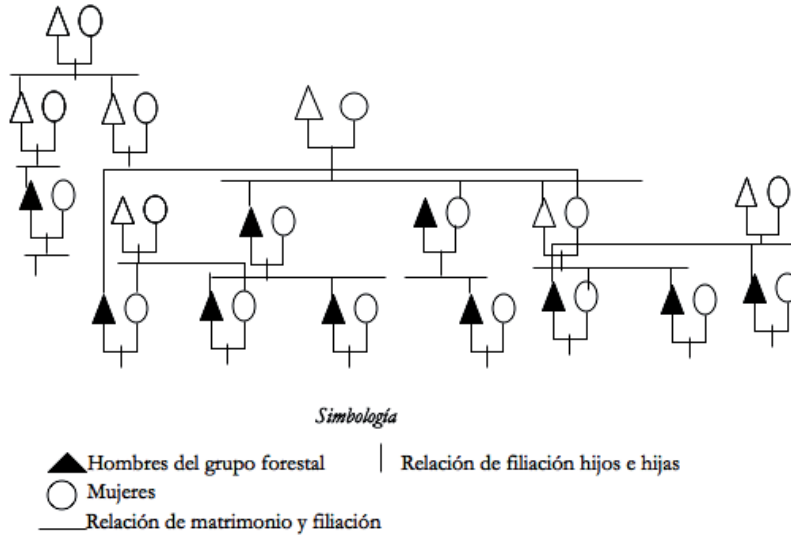 Simbología
Hombres del grupo forestal
Relación de filiación hijos e hijas
Mujeres
Relación de matrimonio y filiación